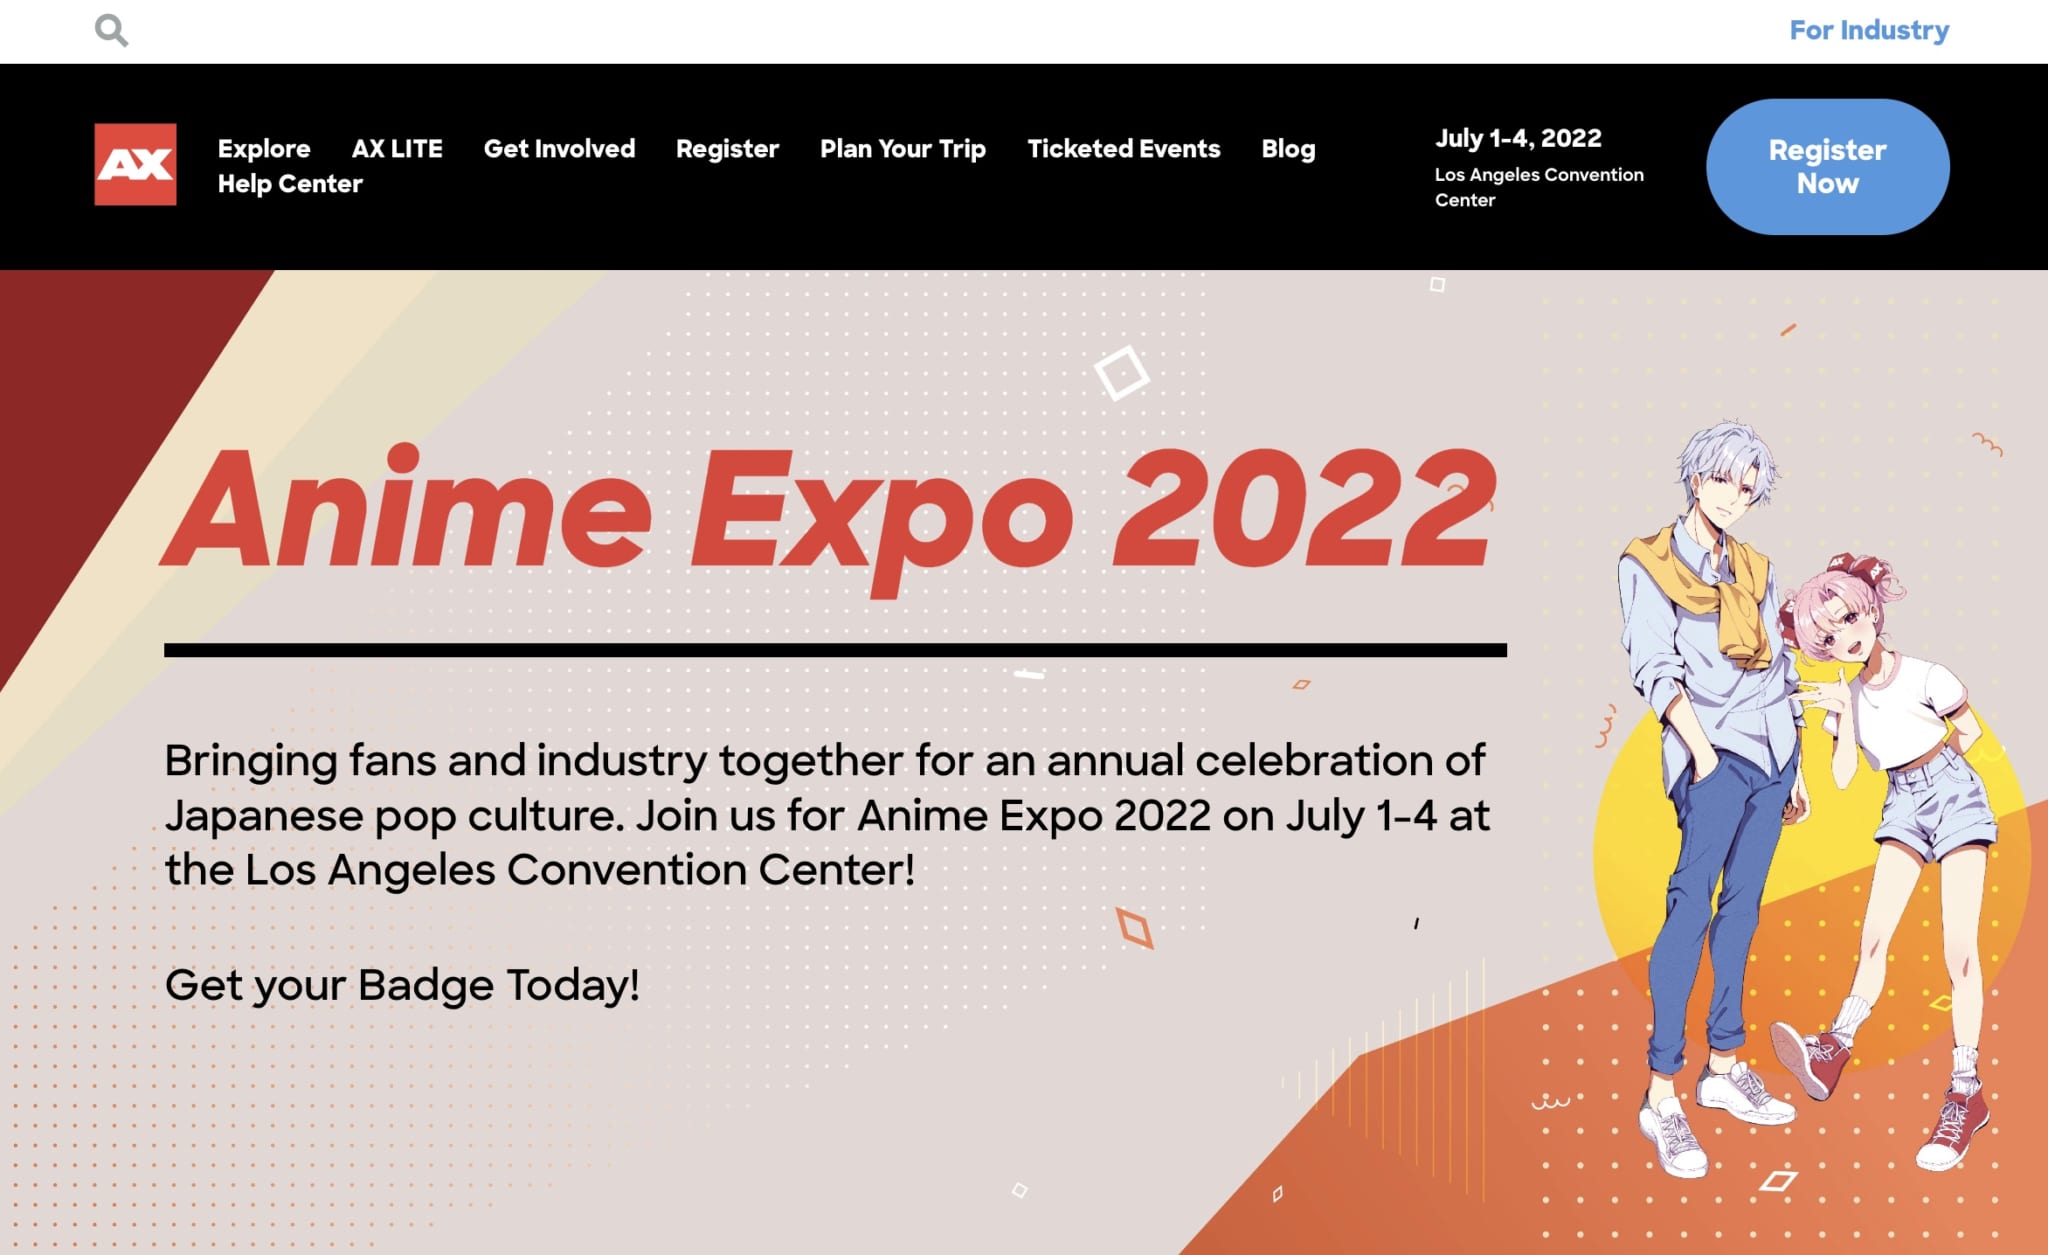 For Industry
AX
Explore AX LITE Get Involved Register Plan Your Trip Ticketed Events Blog
Help Center
July 1-4, 2022
Los Angeles Convention
Center
Register
Now
Anime Expo 2022
Bringing fans and industry together for an annual celebration of
Japanese pop culture. Join us for Anime Expo 2022 on July 1-4 at
the Los Angeles Convention Center!
Get your Badge Today!